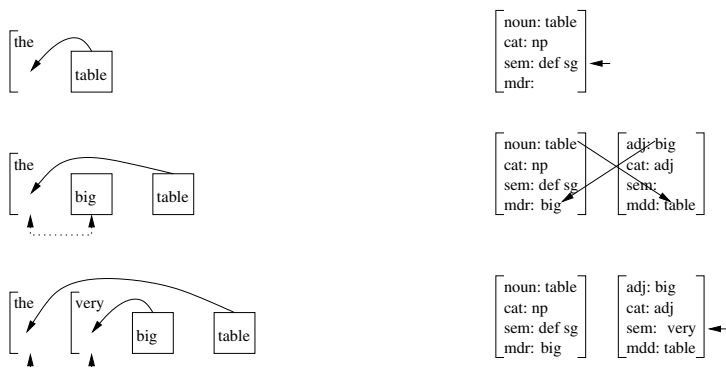 the
table
noun: table
cat: np
sem: def sg
mdr:
the
big
table
noun: table
cat: np
sem: def sg
mdr: big
adj: big
cat: adj
sem:
mdd: table
the
very
big
table
noun: table
cat: np
sem: def sg
mdr: big
adj: big
cat: adj
sem: very
mdd: table